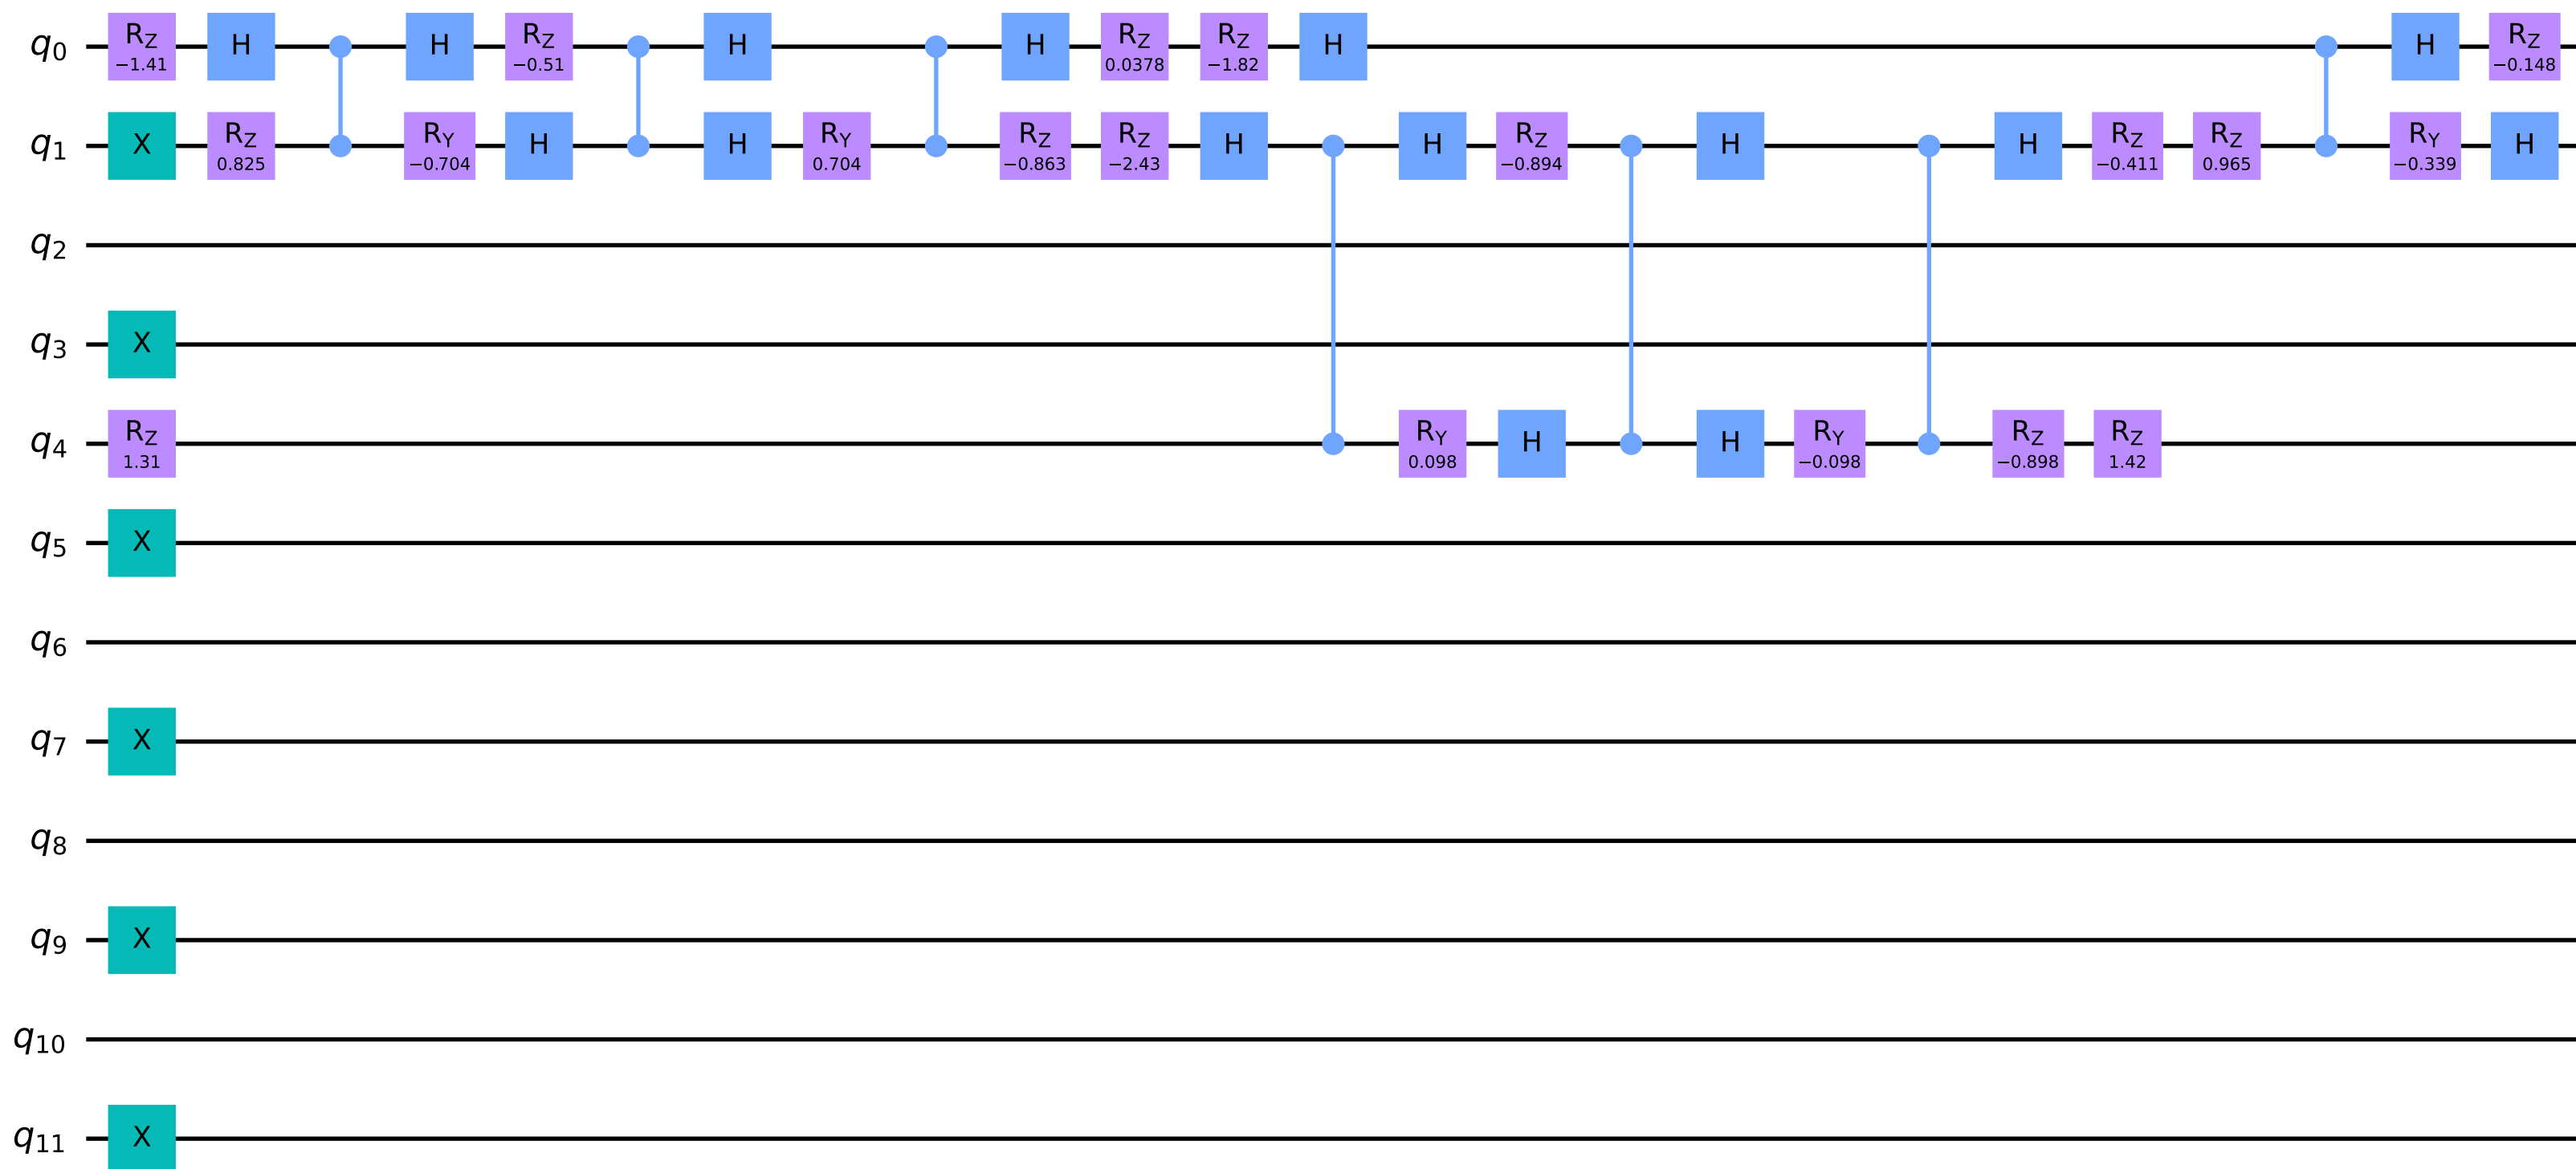 q0 RZ −1.41 H H RZ −0.51 H H RZ 0.0378 RZ −1.82 H H RZ −0.148
q1 X RZ 0.825 RY −0.704 H H RY 0.704 RZ −0.863 RZ −2.43 H H RZ −0.894 H H RZ −0.411 RZ 0.965 RY −0.339 H
q2
q3 X
q4 RZ 1.31 RY 0.098 H H RY −0.098 RZ −0.898 RZ 1.42
q5 X
q6
q7 X
q8
q9 X
q10
q11 X